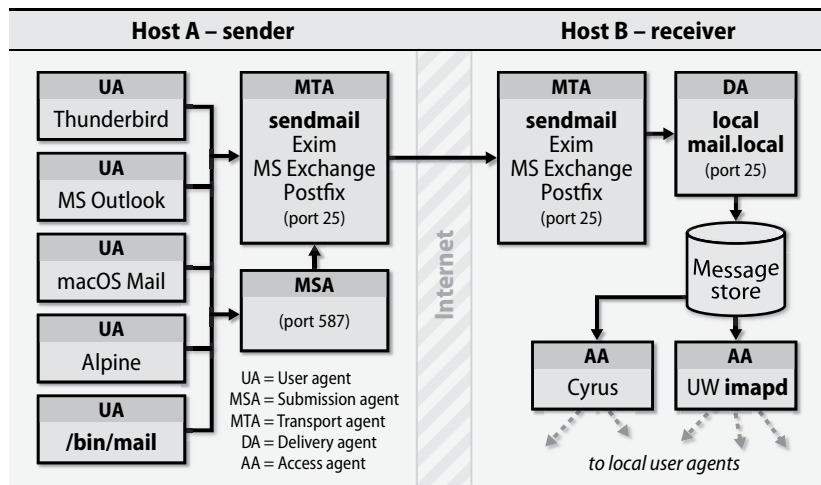 Host A – sender
Host B – receiver
UA
Thunderbird
UA
MS Outlook
UA
macOS Mail
UA
Alpine
UA
/bin/mail
MTA
sendmail
Exim
MS Exchange
Postfix
(port 25)
MSA
(port 587)
UA = User agent
MSA = Submission agent
MTA = Transport agent
DA = Delivery agent
AA = Access agent
Internet
MTA
sendmail
Exim
MS Exchange
Postfix
(port 25)
DA
local
mail.local
(port 25)
Message
store
AA
Cyrus
AA
UW imapd
to local user agents